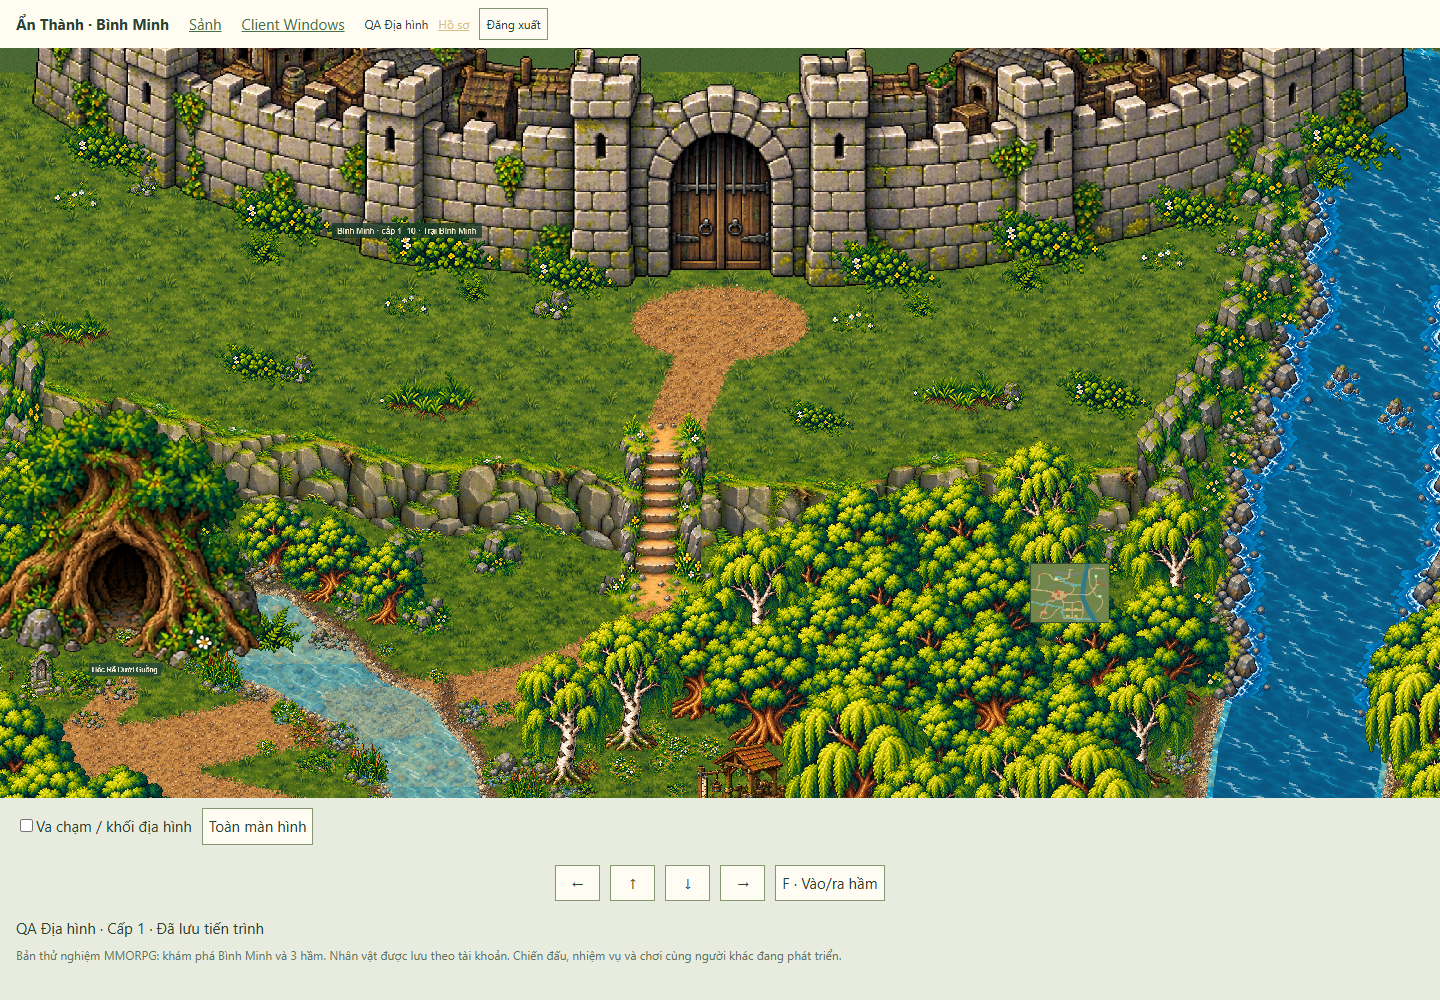 Ẩn Thành · Bình Minh Sảnh Client Windows QA Địa hình Hồ sơ Đăng xuất
Bình Minh · cấp 1 10 · Trại Bình Minh
Hốc Rễ Dưới Guồng
Va chạm / khối địa hình Toàn màn hình
← ↑ ↓ → F · Vào/ra hầm
QA Địa hình · Cấp 1 · Đã lưu tiến trình
Bản thử nghiệm MMORPG: khám phá Bình Minh và 3 hầm. Nhân vật được lưu theo tài khoản. Chiến đấu, nhiệm vụ và chơi cùng người khác đang phát triển.